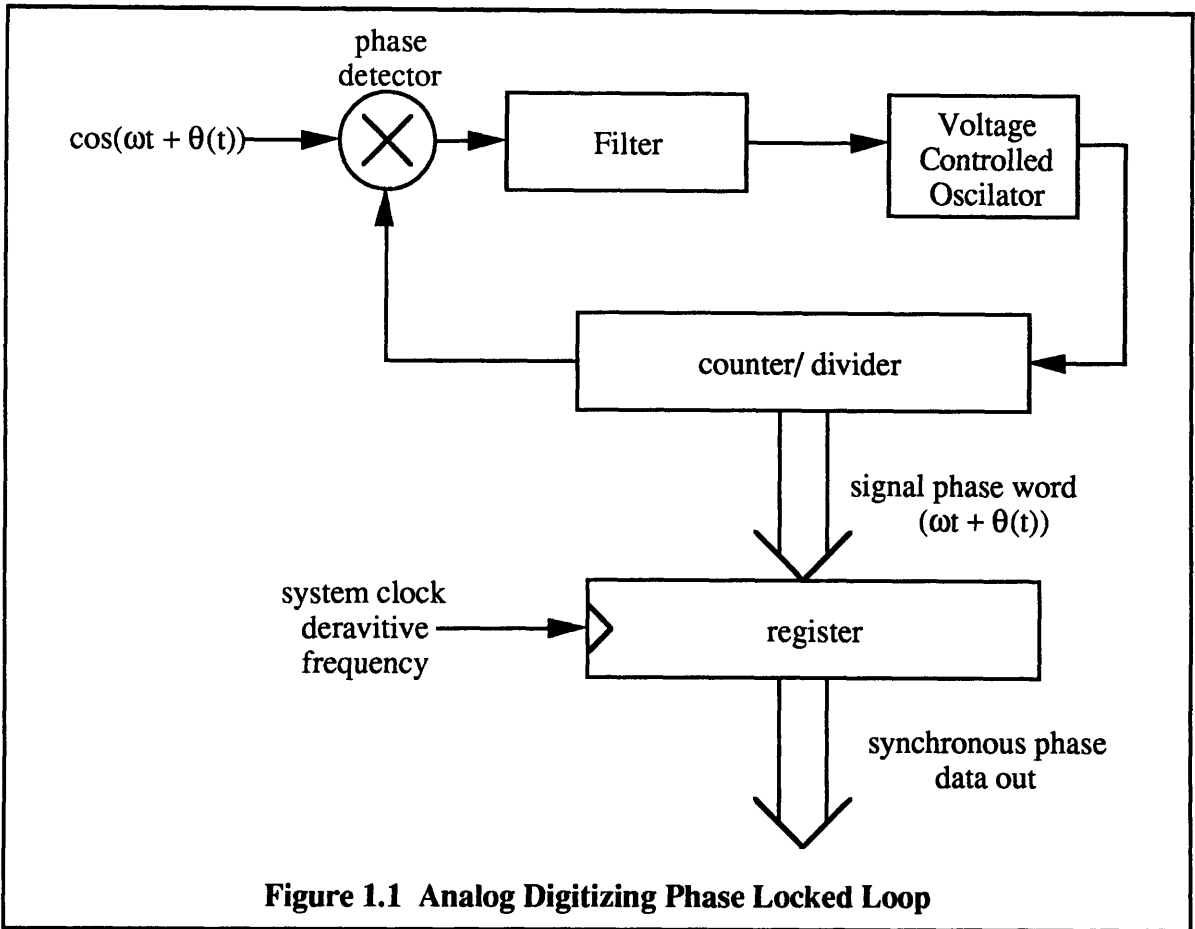 phase
detector
cos(ωt + θ(t))
Filter
Voltage
Controlled
Oscilator
counter/ divider
signal phase word
(ωt + θ(t))
system clock
deravitive
frequency
register
synchronous phase
data out
Figure 1.1 Analog Digitizing Phase Locked Loop